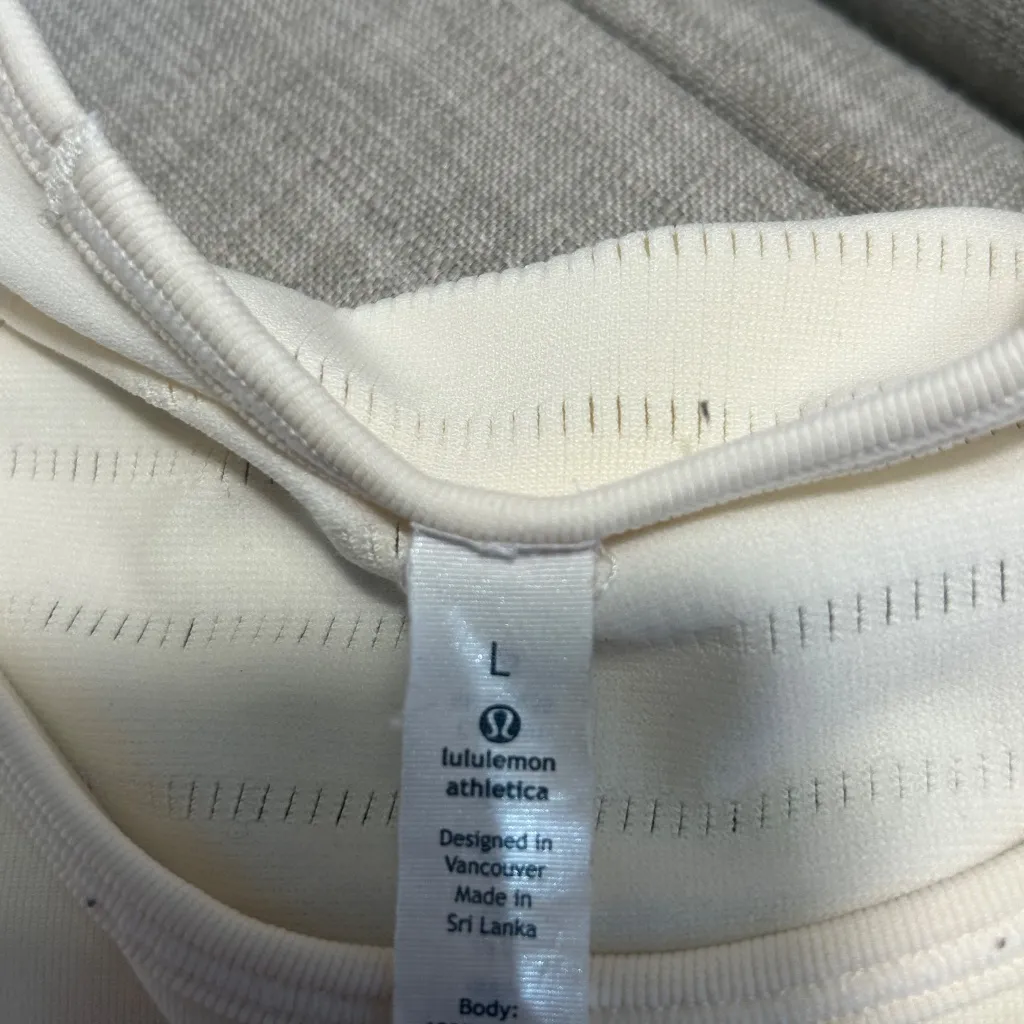 L
lululemon
athletica
Designed in
Vancouver
Made in
Sri Lanka
Body: